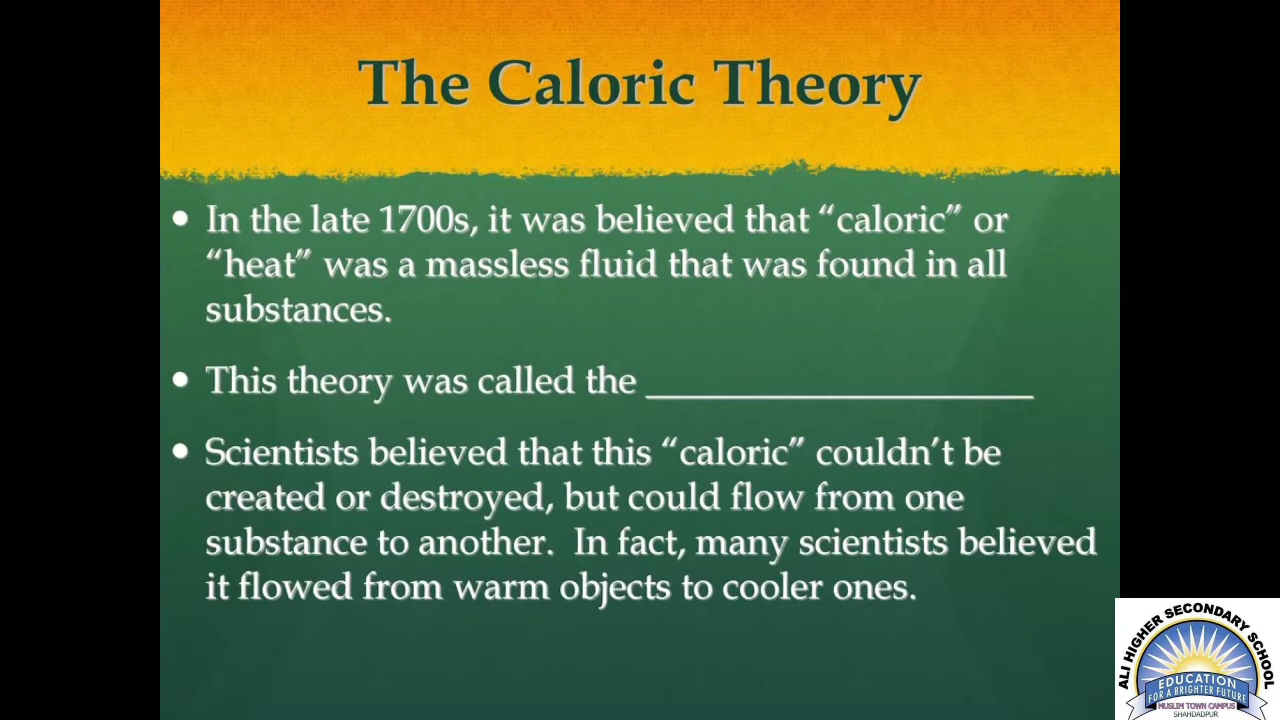 The Caloric Theory
• In the late 1700s, it was believed that “caloric” or
“heat” was a massless fluid that was found in all
substances.
• This theory was called the ____________________
• Scientists believed that this “caloric” couldn’t be
created or destroyed, but could flow from one
substance to another.  In fact, many scientists believed
it flowed from warm objects to cooler ones.
ALI HIGHER SECONDARY SCHOOL
EDUCATION
FOR A BRIGHTER FUTURE
MUSLIM TOWN CAMPUS
SHAHDADPUR